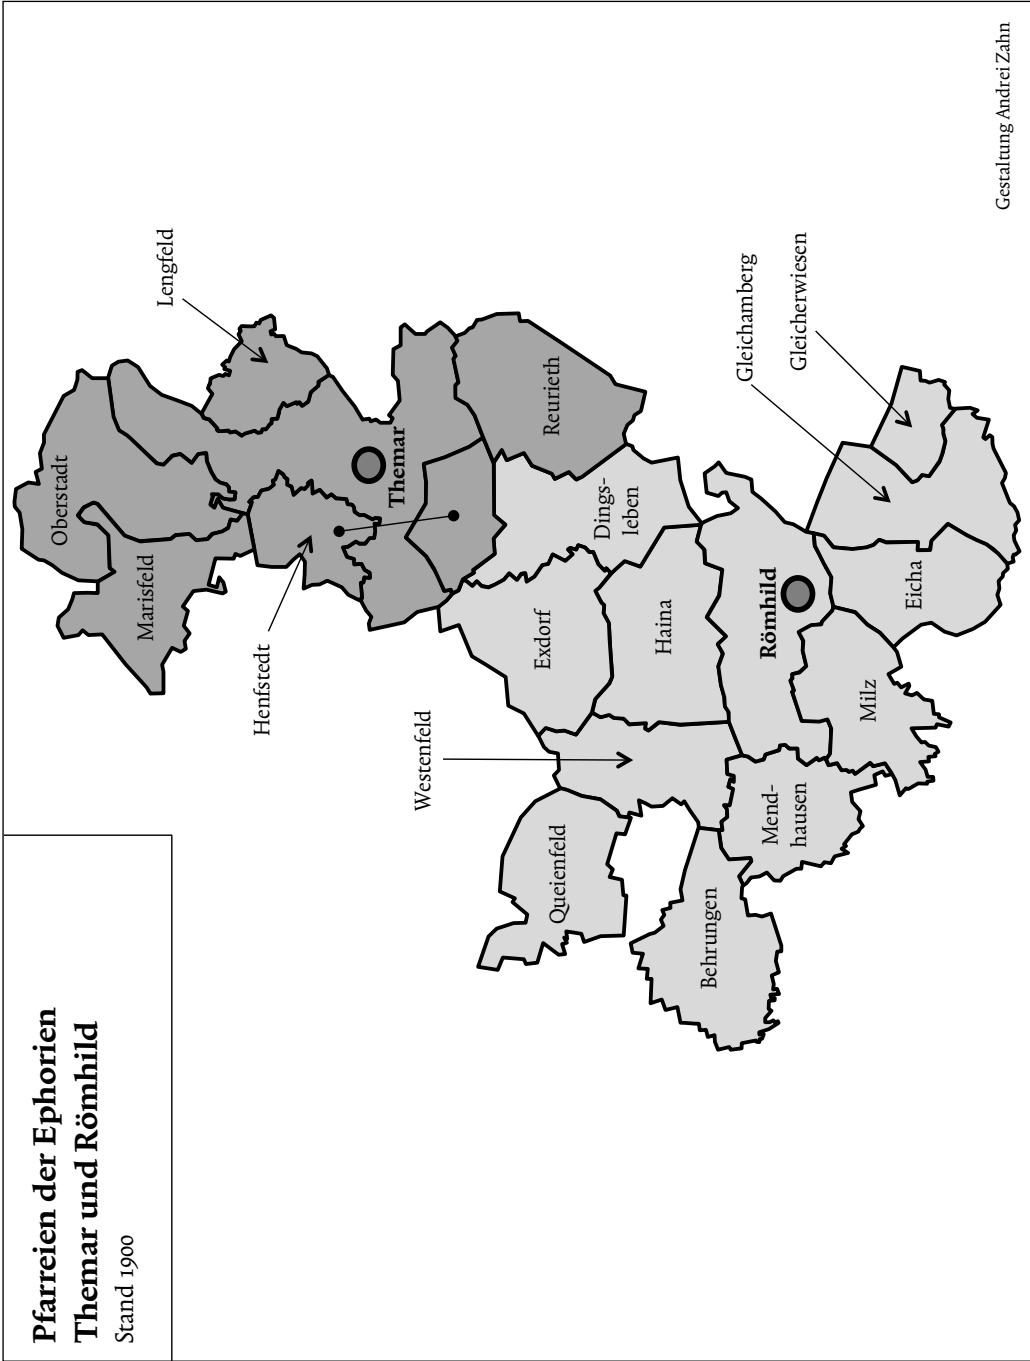 Pfarreien der Ephorien
Themar und Römhild
Stand 1900
Oberstadt
Marisfeld
Lengfeld
Henfstedt
Themar
Reurieth
Westenfeld
Queienfeld
Exdorf
Dings-
leben
Haina
Behrungen
Mend-
hausen
Römhild
Milz
Eicha
Gleichamberg
Gleicherwiesen
Gestaltung Andrei Zahn